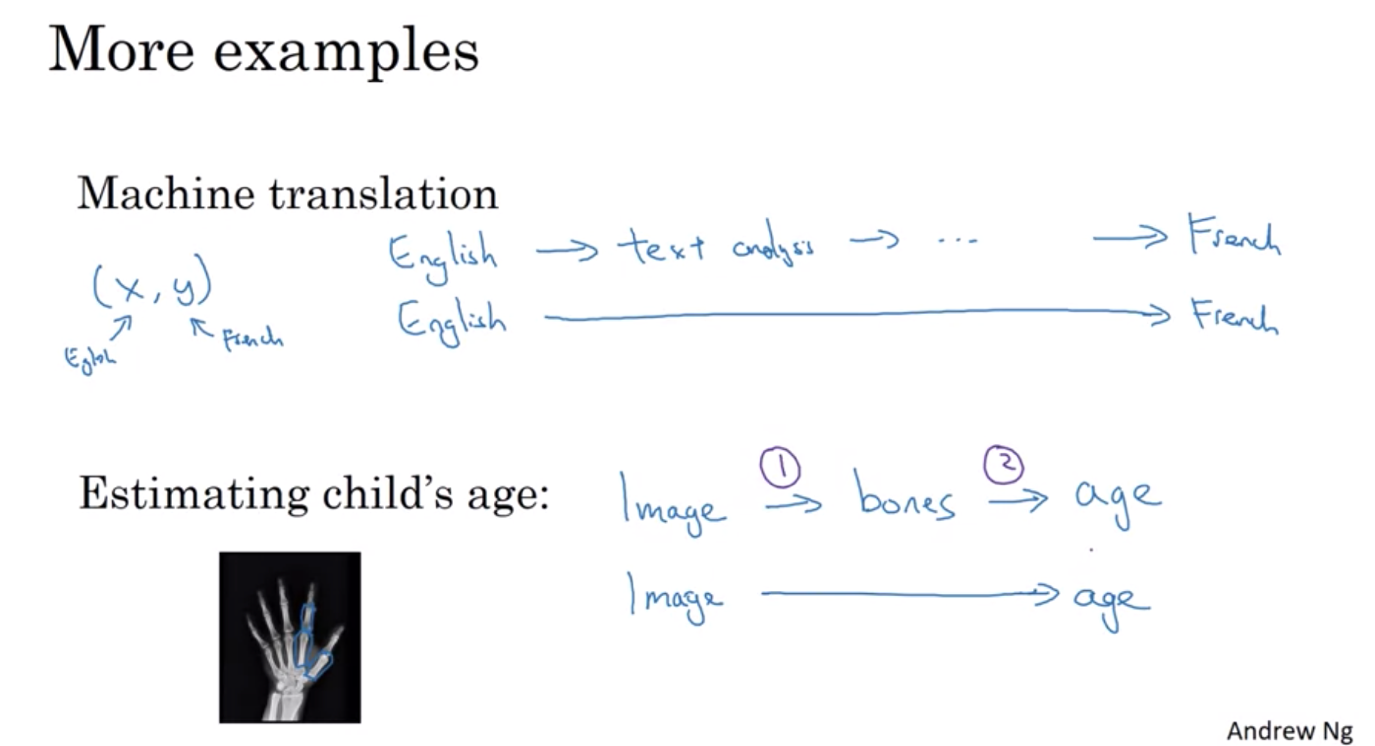 More examples
Machine translation
English → text analysis → ... → French
(x, y)
English → French
Eglsh
French
Estimating child's age:
Image ① → bones ② → age
Image → age
Andrew Ng